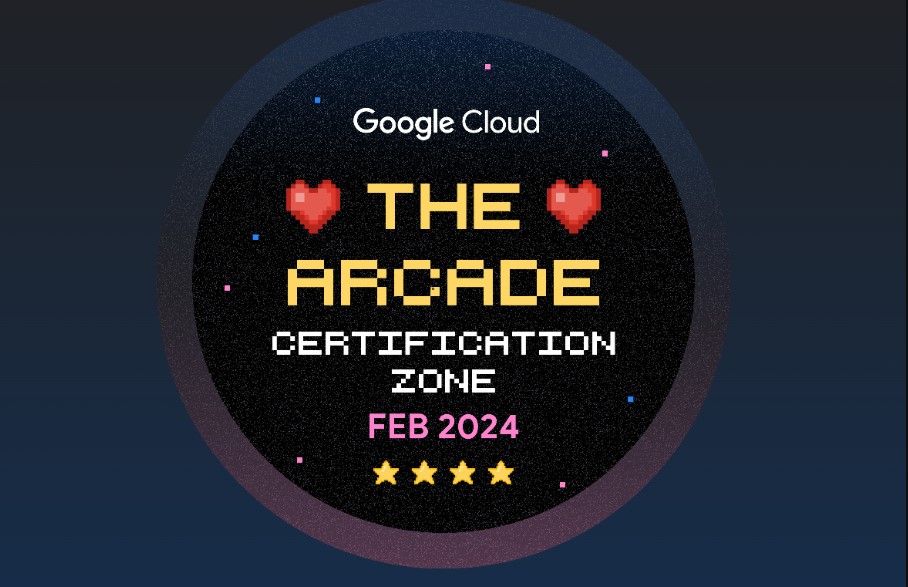 Google Cloud
THE
ARCADE
CERTIFICATION
ZONE
FEB 2024